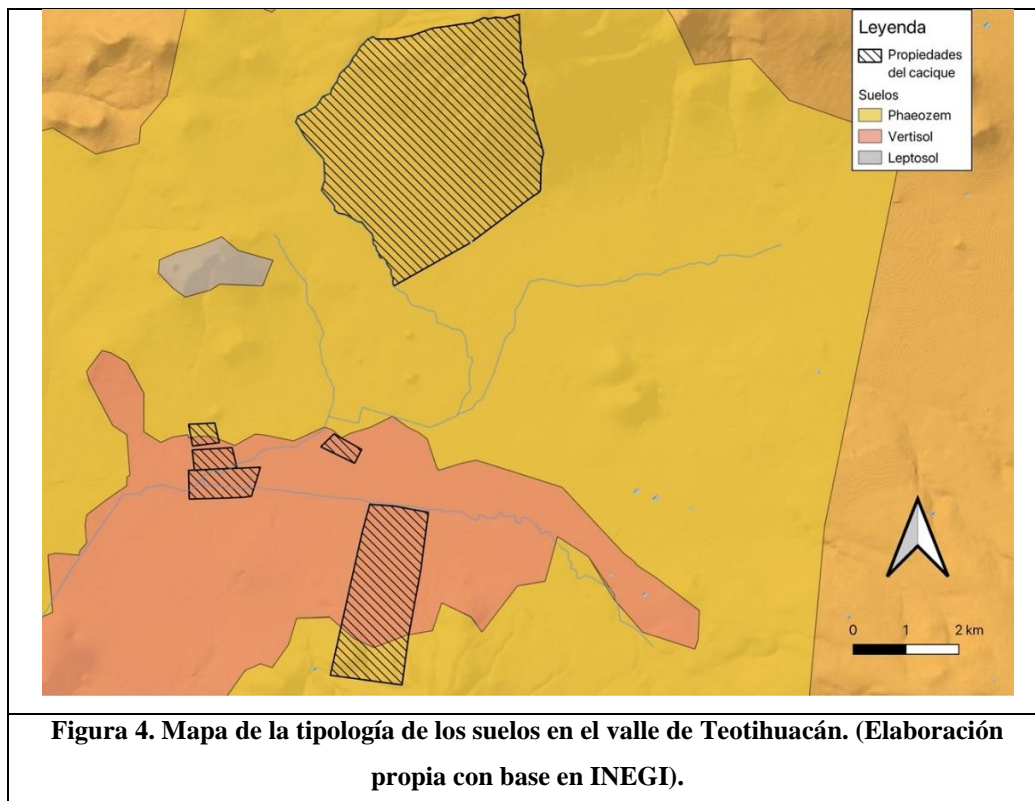 Leyenda
Propiedades
del cacique
Suelos
Phaeozem
Vertisol
Leptosol
0 1 2 km
Figura 4. Mapa de la tipología de los suelos en el valle de Teotihuacán. (Elaboración
propia con base en INEGI).